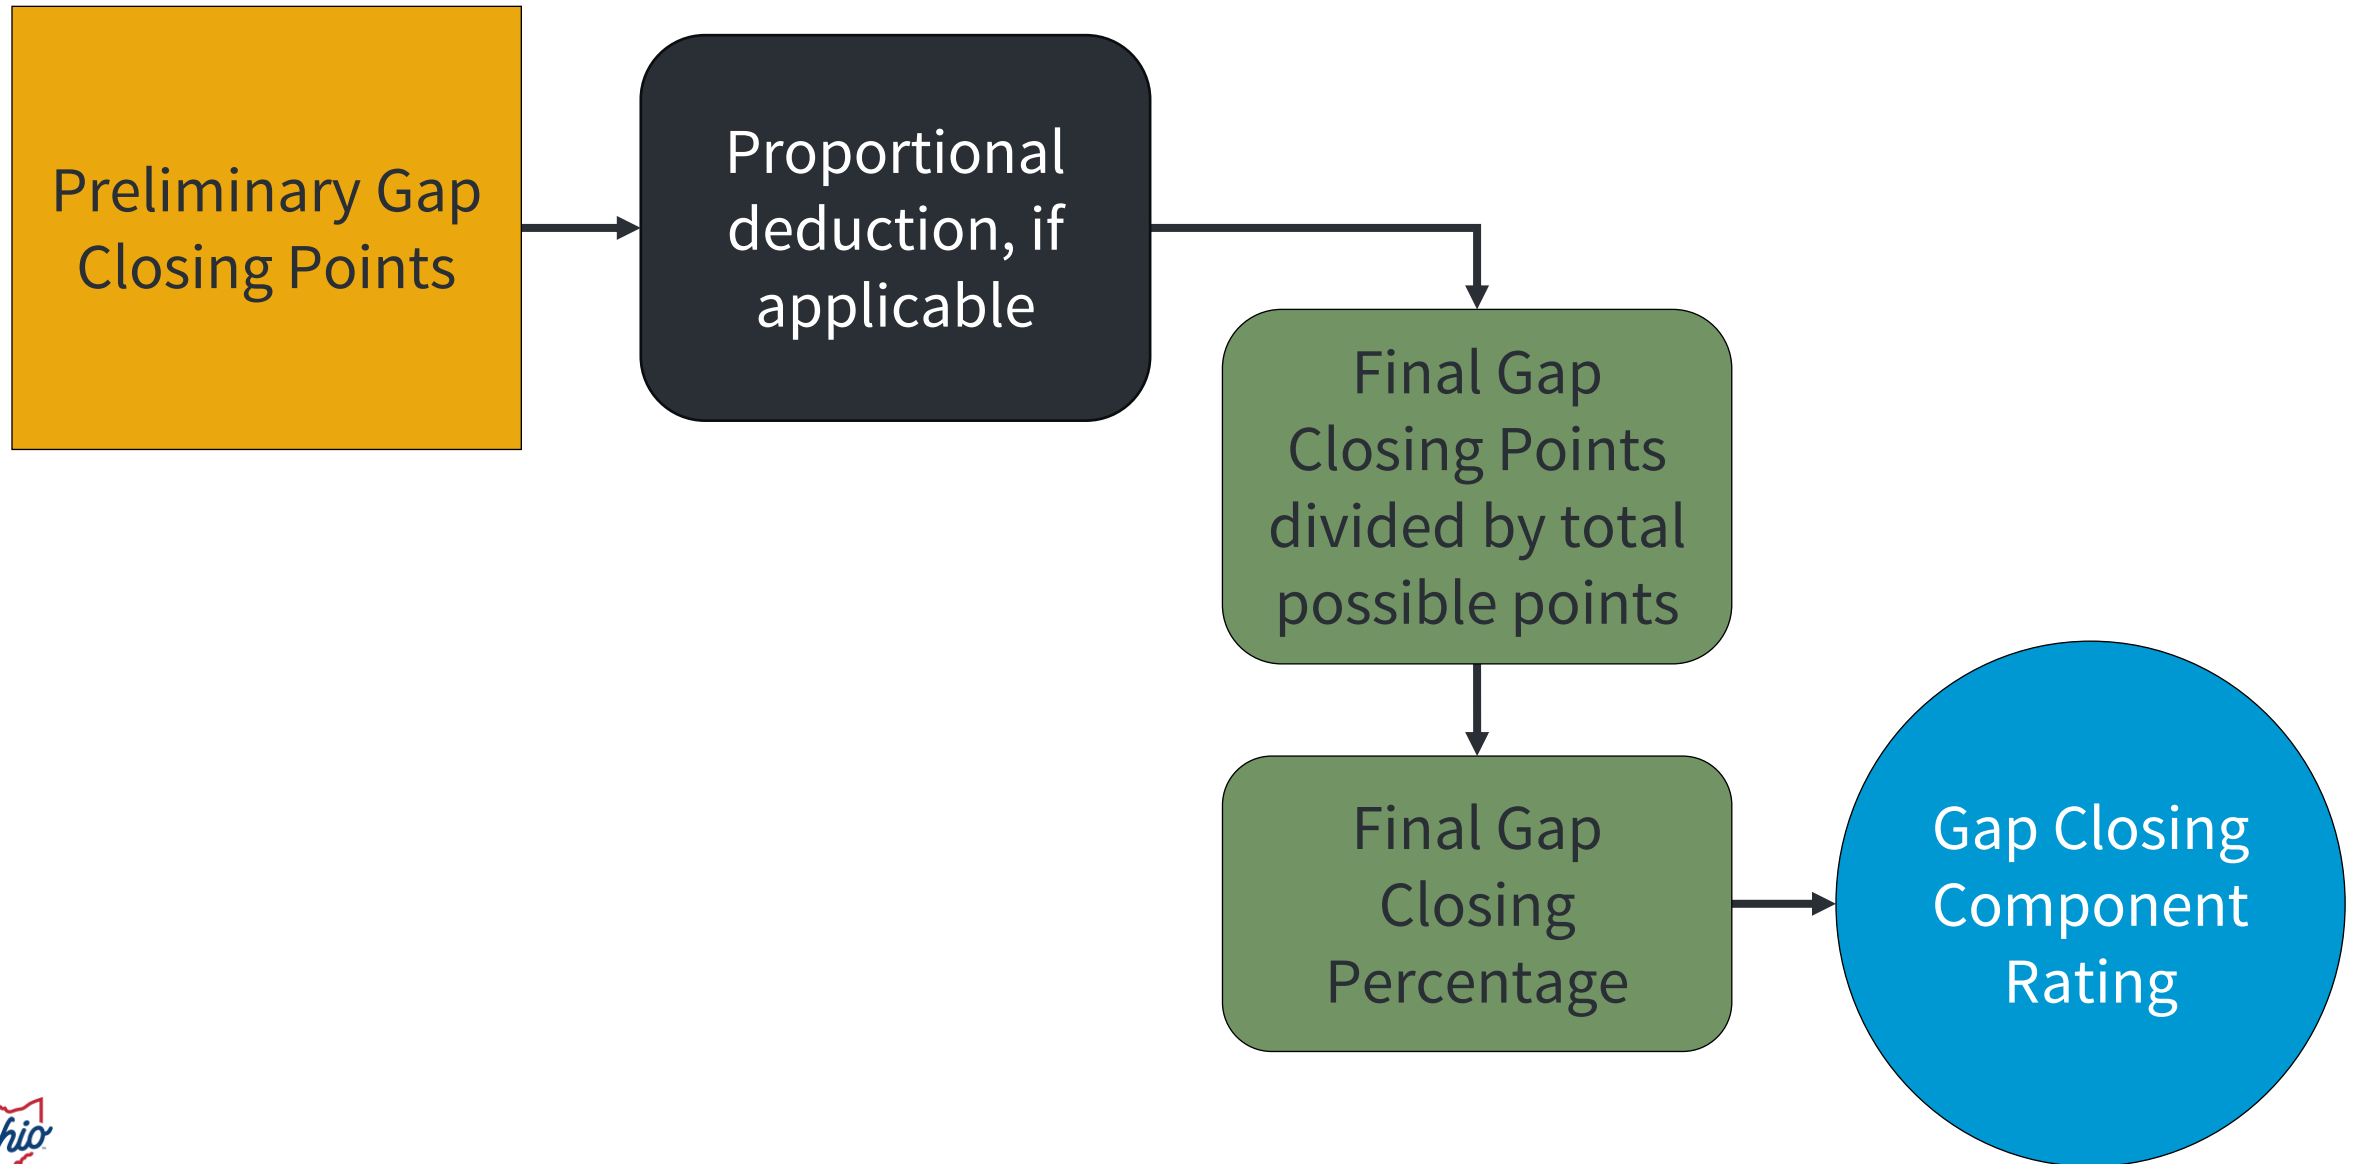 Preliminary Gap
Closing Points
Proportional
deduction, if
applicable
Final Gap
Closing Points
divided by total
possible points
Final Gap
Closing
Percentage
Gap Closing
Component
Rating
hio